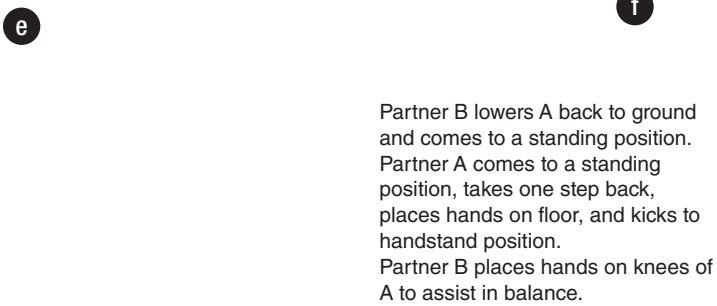 f
e
Partner B lowers A back to ground
and comes to a standing position.
Partner A comes to a standing
position, takes one step back,
places hands on floor, and kicks to
handstand position.
Partner B places hands on knees of
A to assist in balance.